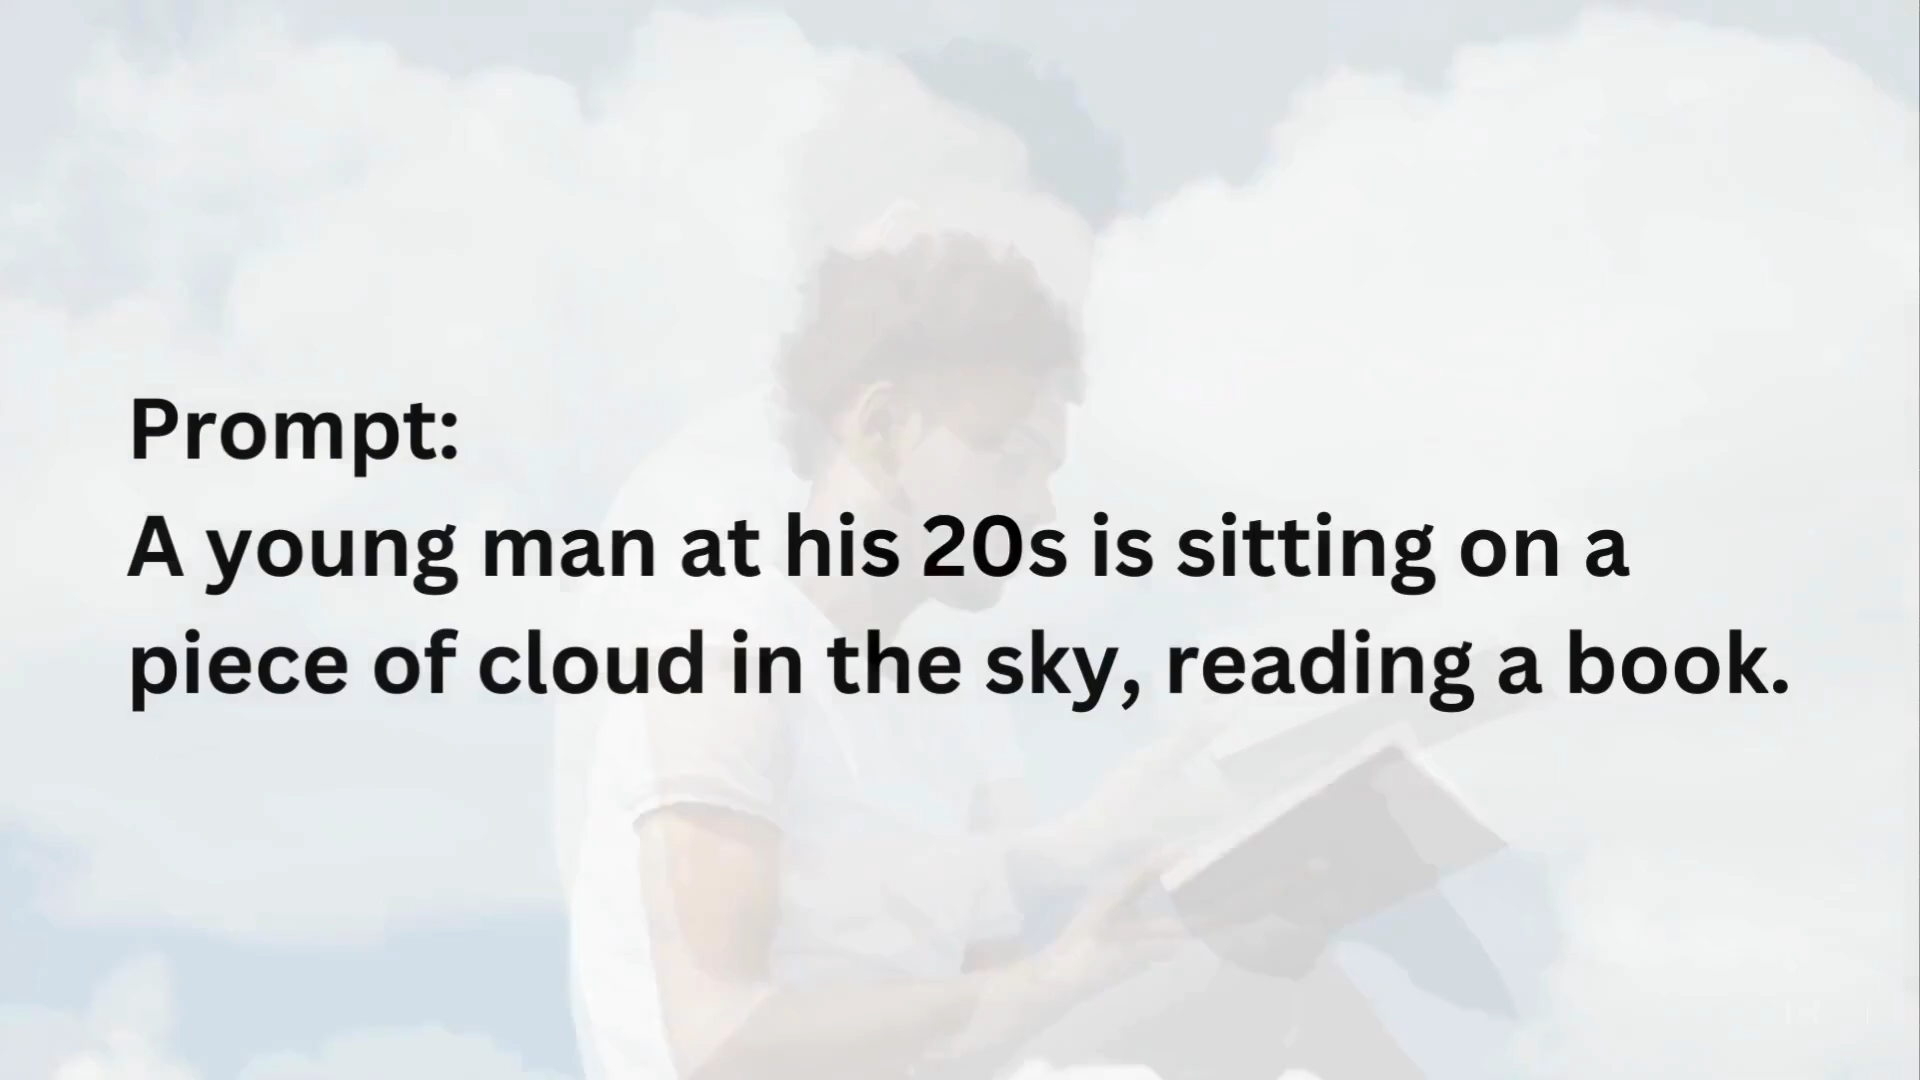 Prompt:
A young man at his 20s is sitting on a
piece of cloud in the sky, reading a book.